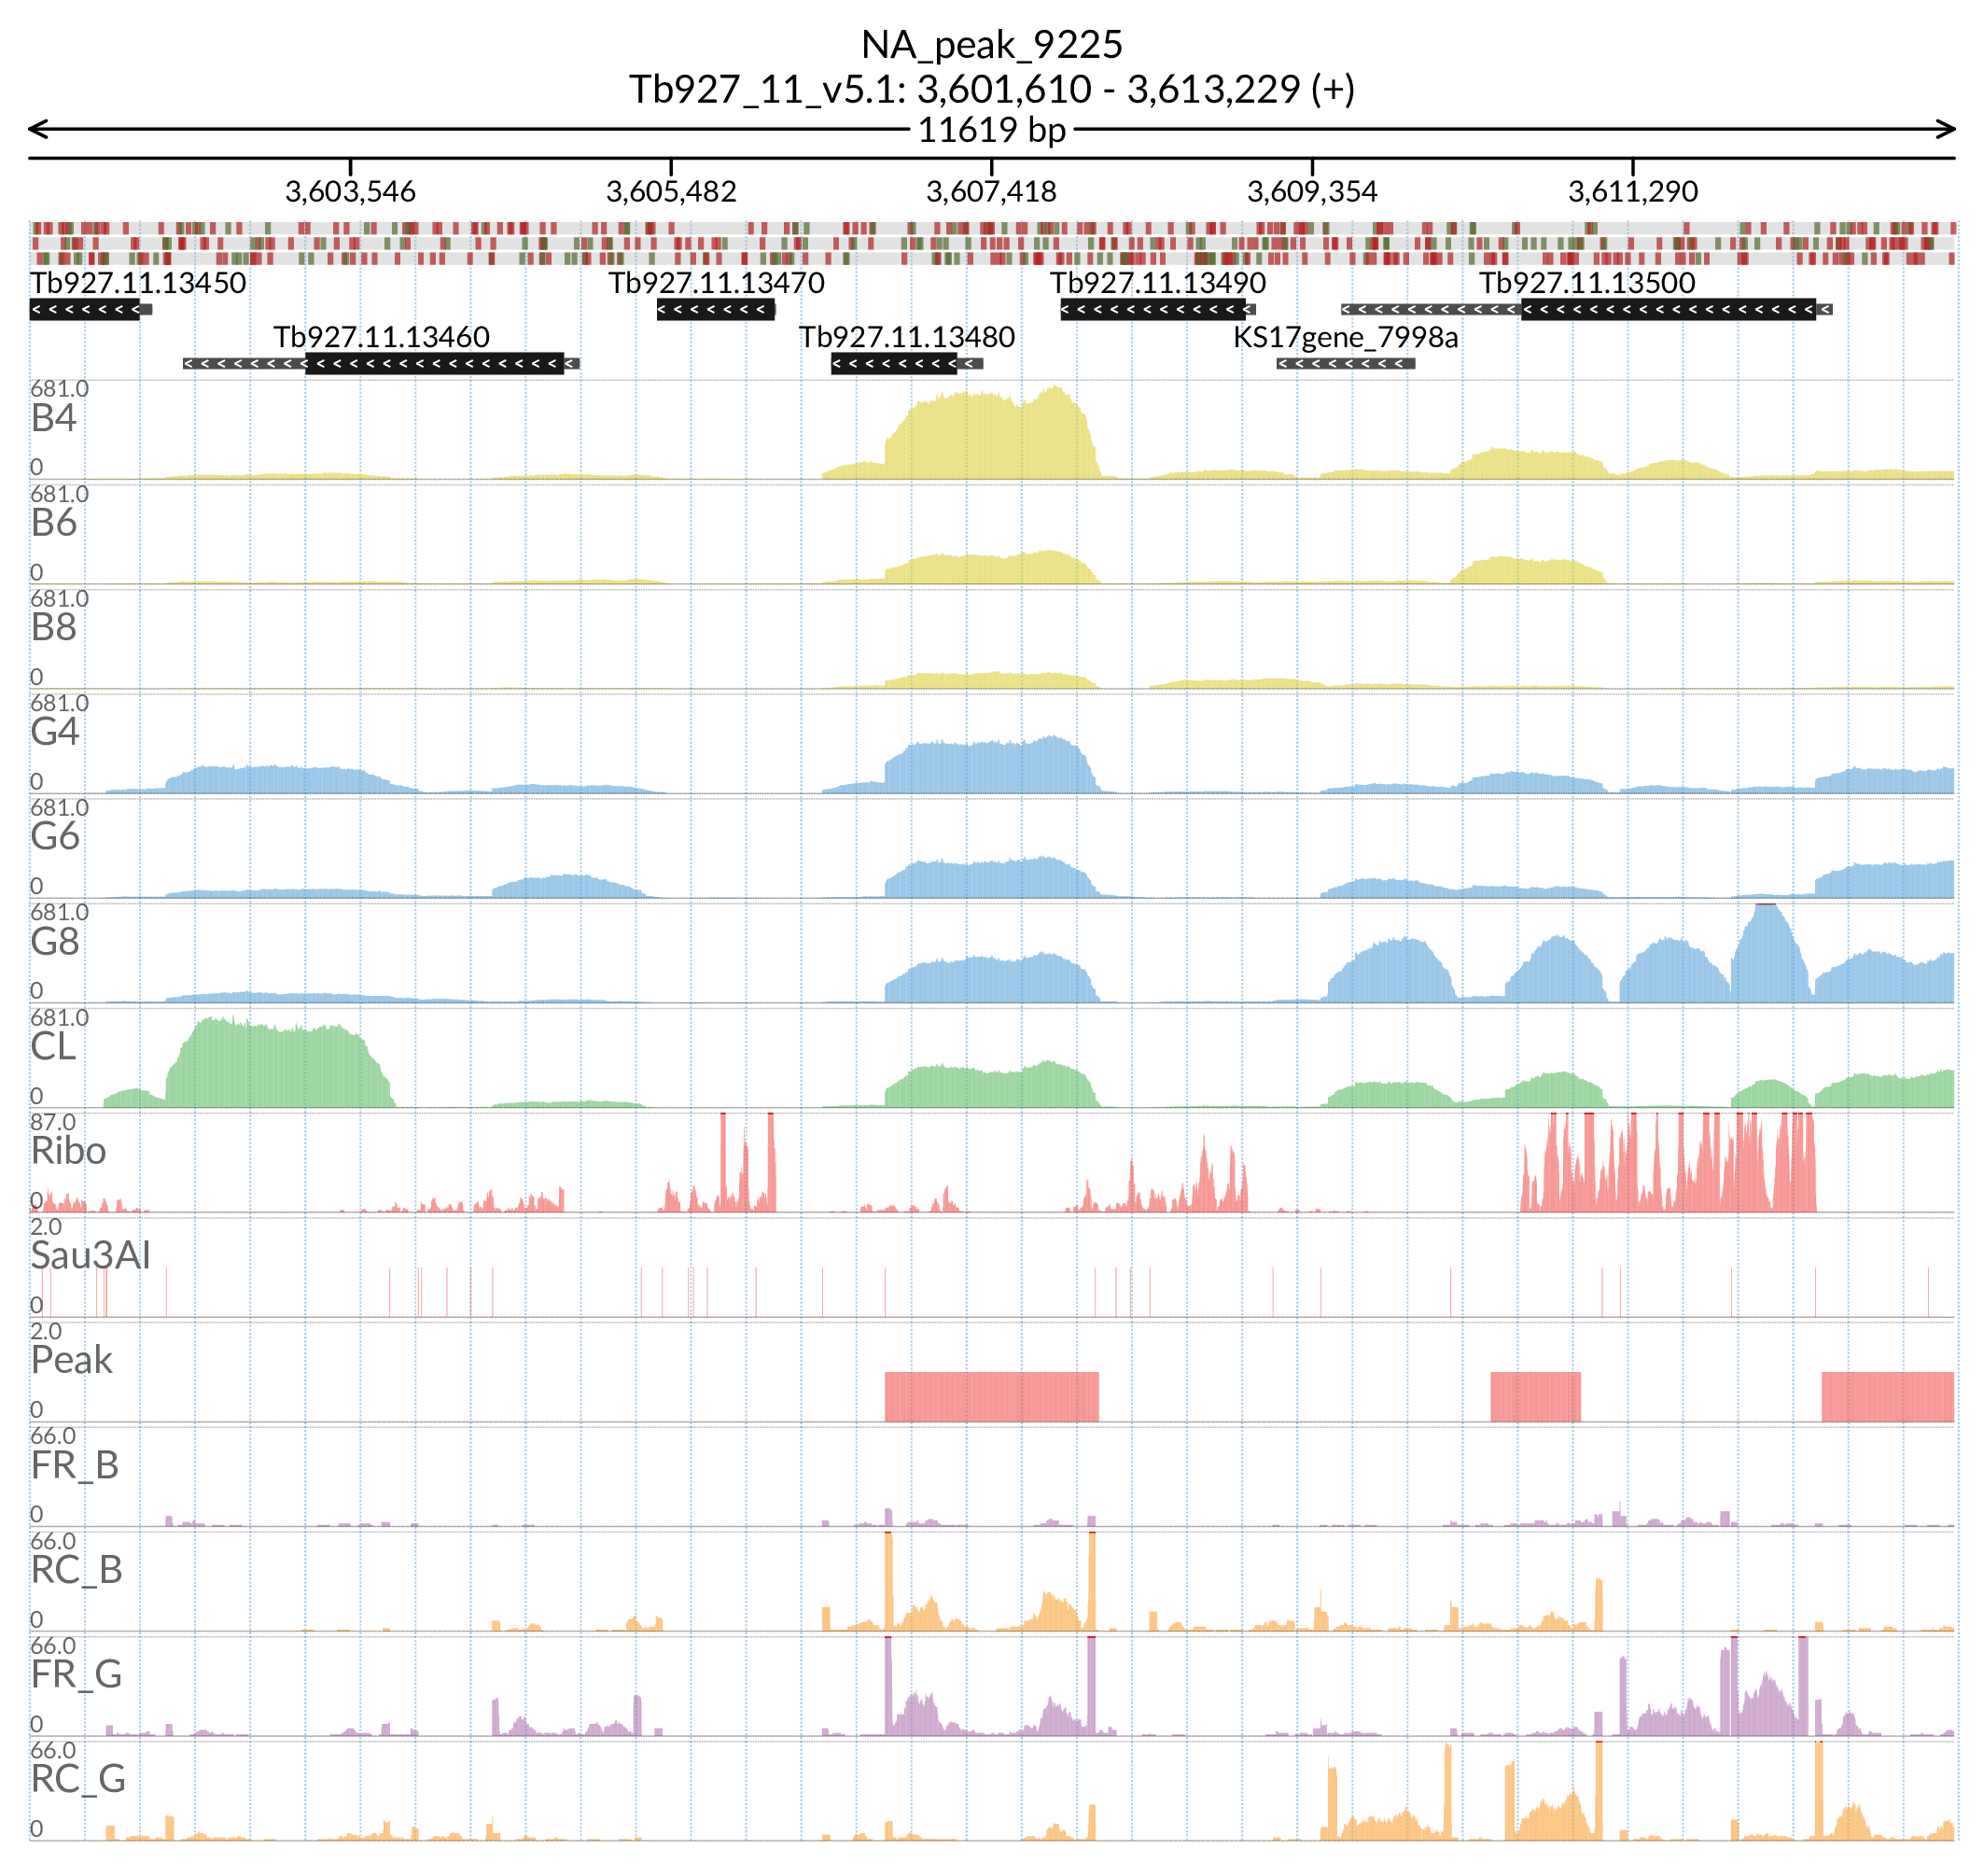 NA_peak_9225
Tb927_11_v5.1: 3,601,610 - 3,613,229 (+)
11619 bp
3,603,546 3,605,482 3,607,418 3,609,354 3,611,290
Tb927.11.13450 Tb927.11.13470 Tb927.11.13490 Tb927.11.13500
Tb927.11.13460 Tb927.11.13480 KS17gene_7998a
681.0
B4
0
681.0
B6
0
681.0
B8
0
681.0
G4
0
681.0
G6
0
681.0
G8
0
681.0
CL
0
87.0
Ribo
0
2.0
Sau3AI
0
2.0
Peak
0
66.0
FR_B
0
66.0
RC_B
0
66.0
FR_G
0
66.0
RC_G
0